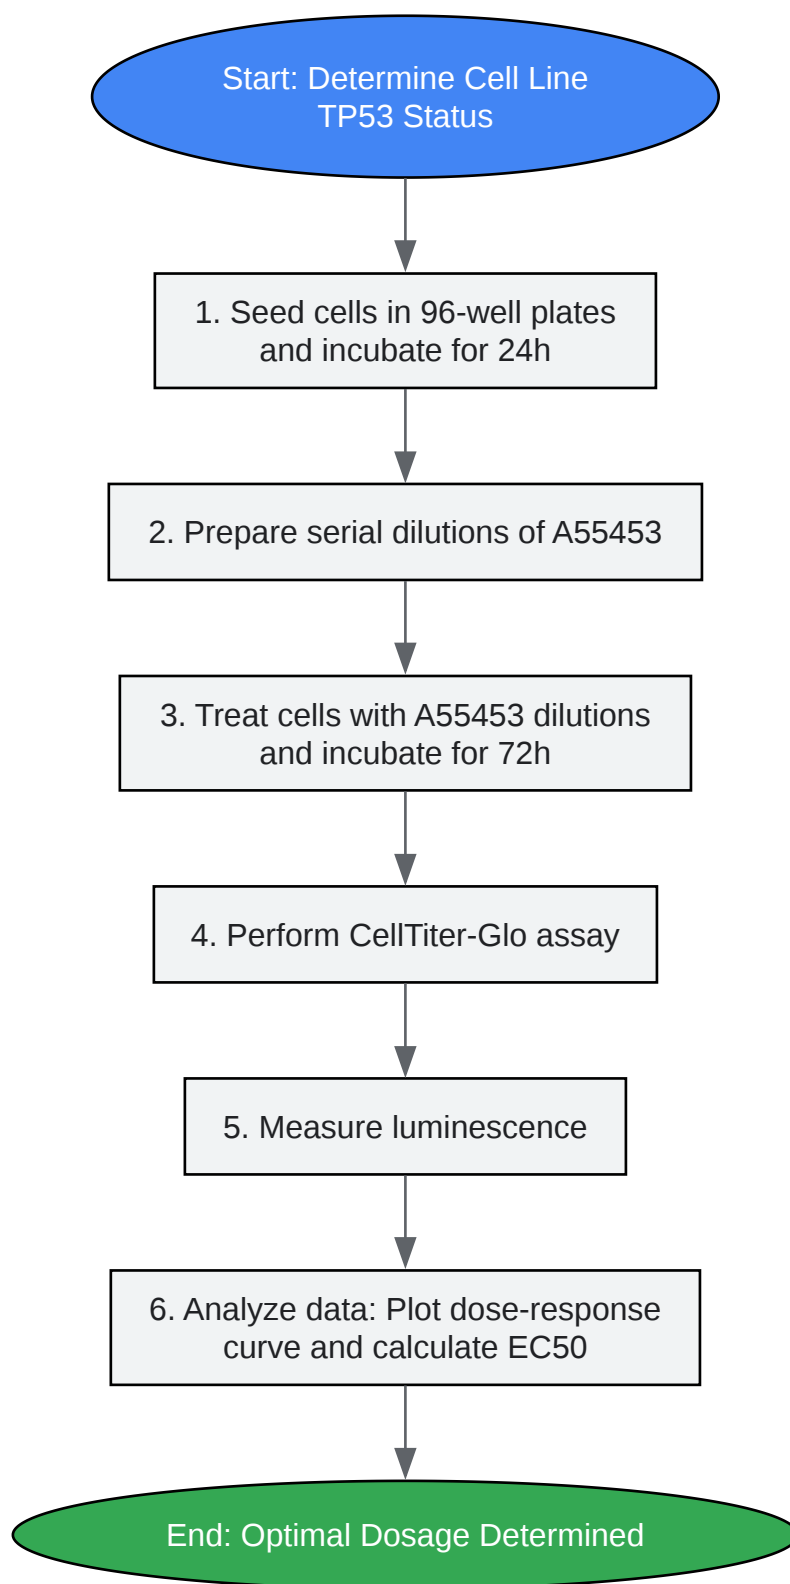 Start: Determine Cell Line
TP53 Status
1. Seed cells in 96-well plates
and incubate for 24h
2. Prepare serial dilutions of A55453
3. Treat cells with A55453 dilutions
and incubate for 72h
4. Perform CellTiter-Glo assay
5. Measure luminescence
6. Analyze data: Plot dose-response
curve and calculate EC50
End: Optimal Dosage Determined